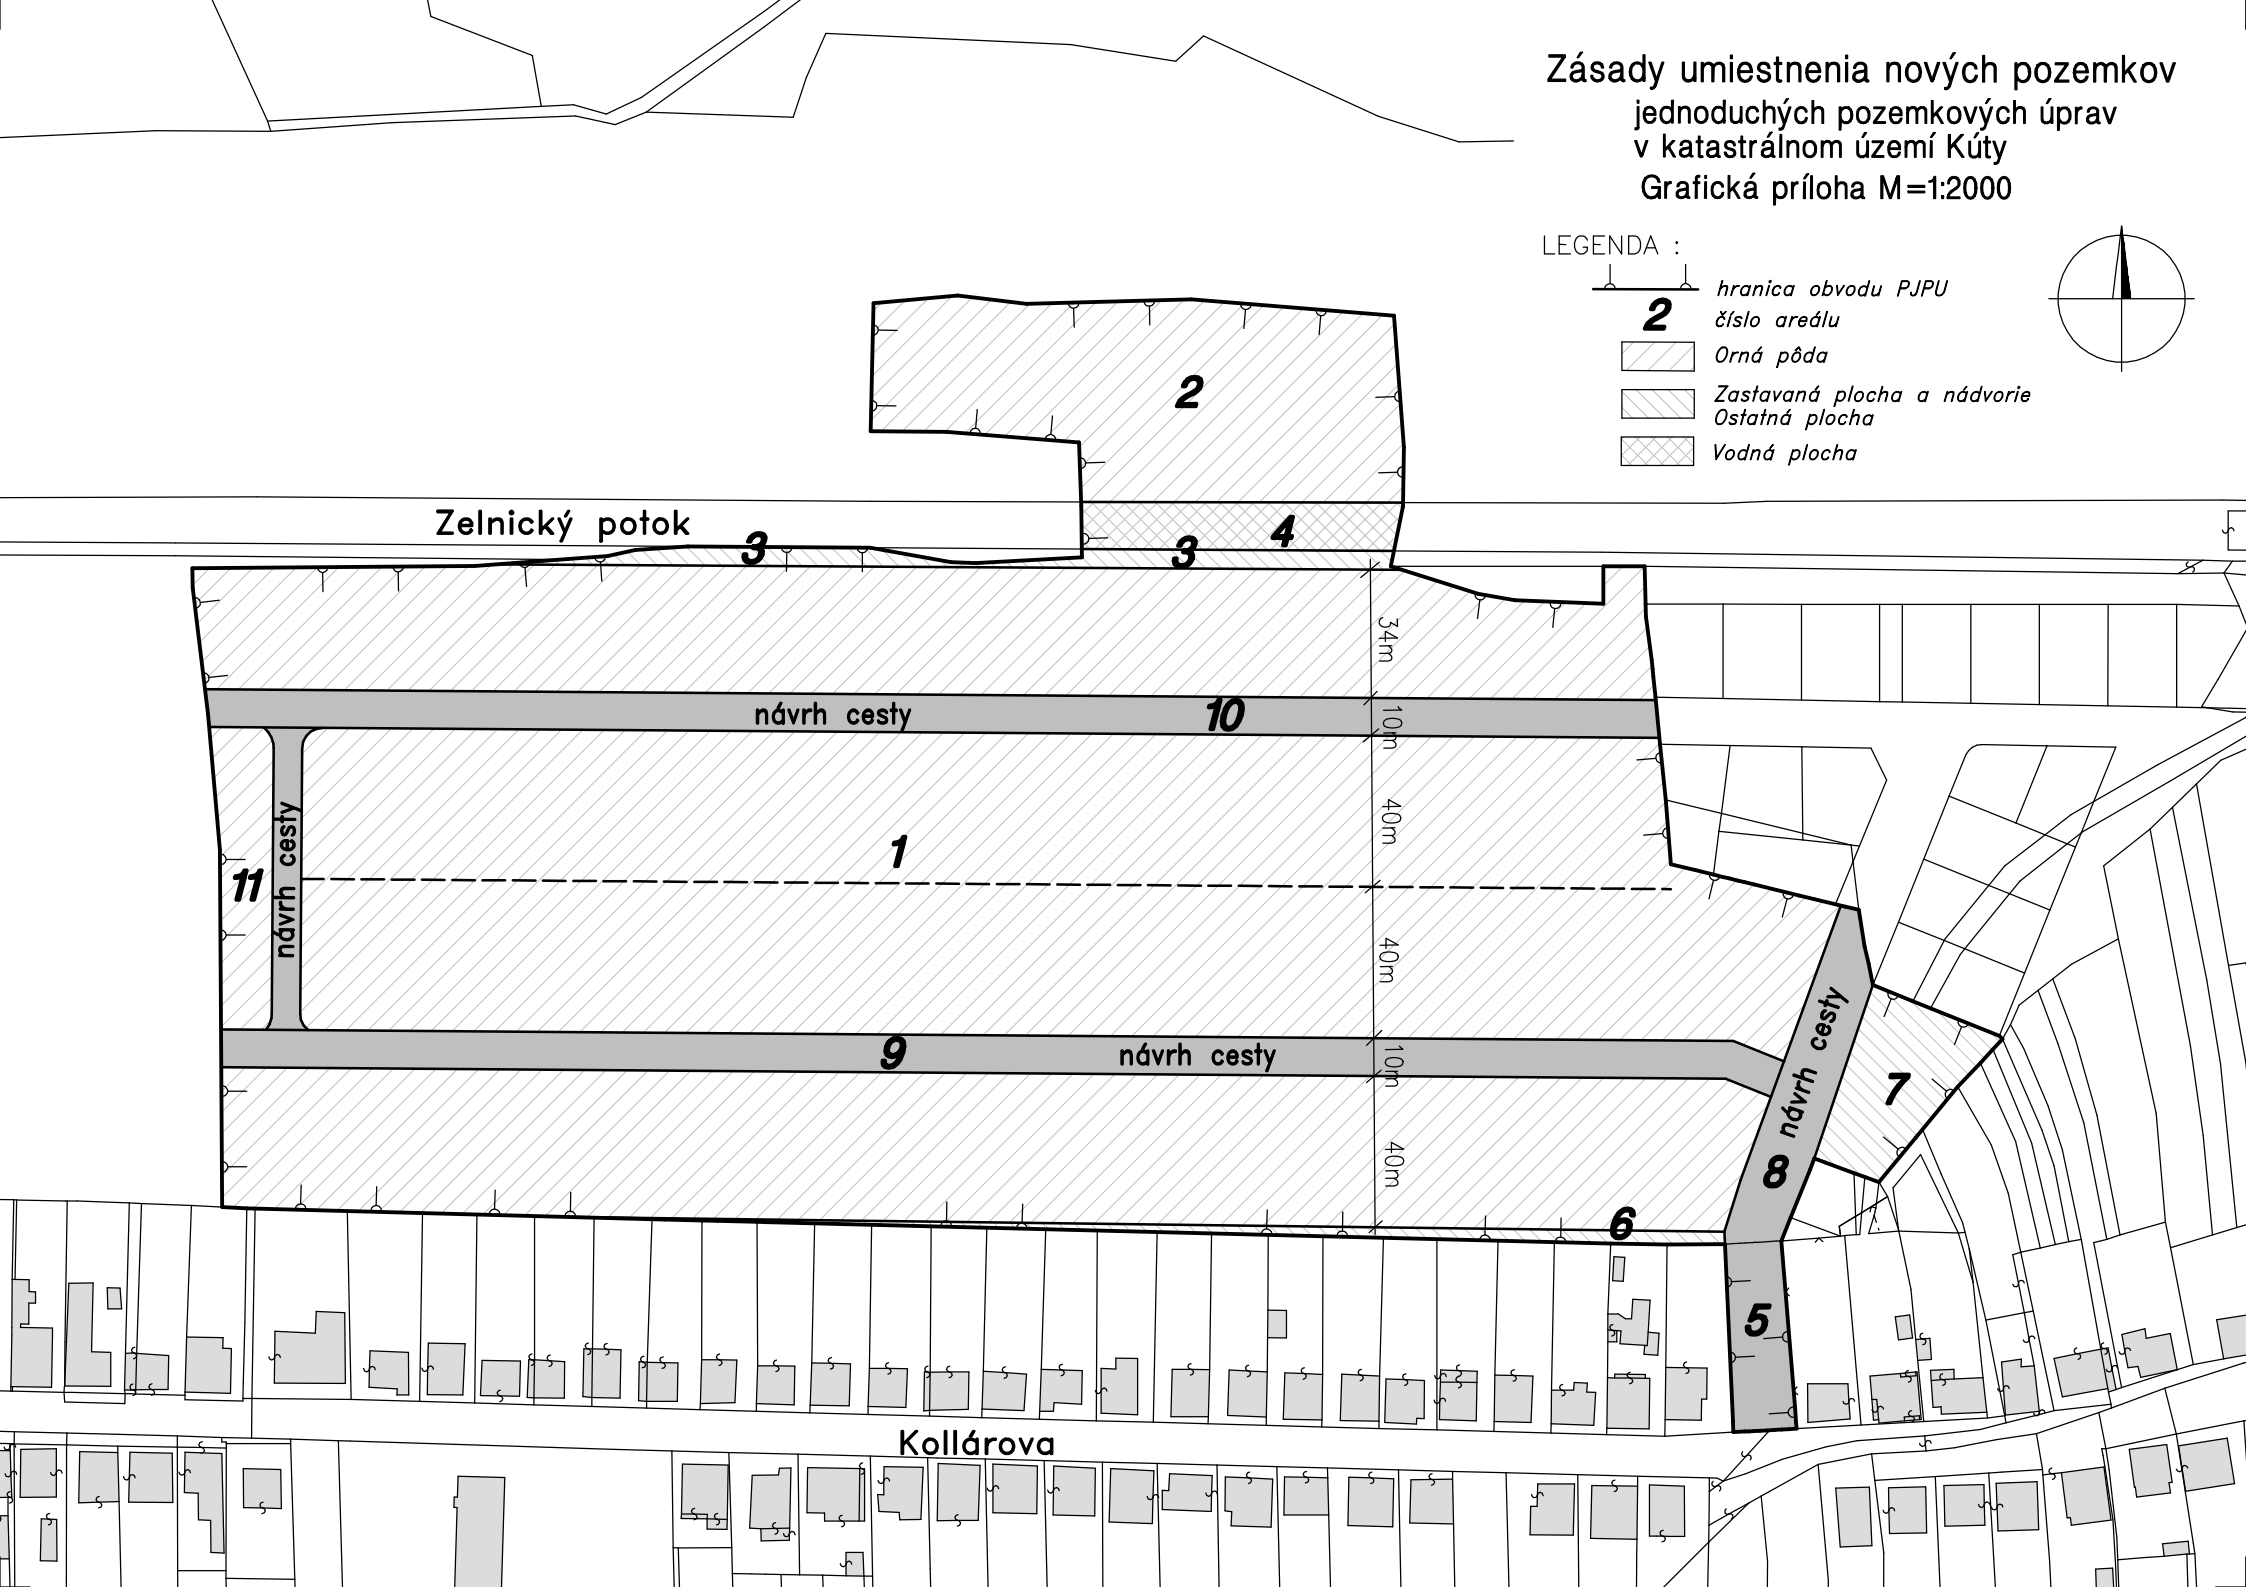 Zásady umiestnenia nových pozemkov
jednoduchých pozemkových úprav
v katastrálnom území Kúty
Grafická príloha M=1:2000
LEGENDA :
hranica obvodu PJPU
2
číslo areálu
Orná pôda
Zastavaná plocha a nádvorie
Ostatná plocha
Vodná plocha
2
Zelnický potok
3
4
3
34m
návrh cesty
10
10m
40m
1
11
návrh cesty
40m
návrh cesty
9
návrh cesty
10m
7
8
40m
6
5
Kollárova